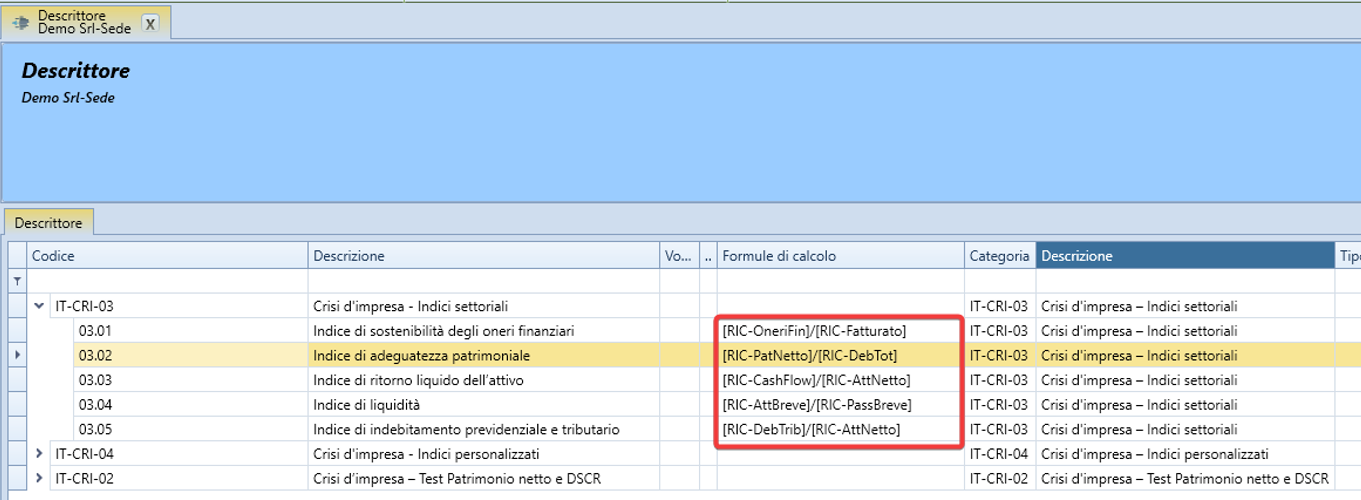 Descrittore
Demo Srl-Sede X
Descrittore
Demo Srl-Sede
Descrittore
Codice Descrizione Vo... .. Formule di calcolo Categoria Descrizione Tipo
IT-CRI-03 Crisi d'impresa - Indici settoriali IT-CRI-03 Crisi d'impresa – Indici settoriali
03.01 Indice di sostenibilità degli oneri finanziari [RIC-OneriFin]/[RIC-Fatturato] IT-CRI-03 Crisi d'impresa – Indici settoriali
03.02 Indice di adeguatezza patrimoniale [RIC-PatNetto]/[RIC-DebTot] IT-CRI-03 Crisi d'impresa – Indici settoriali
03.03 Indice di ritorno liquido dell'attivo [RIC-CashFlow]/[RIC-AttNetto] IT-CRI-03 Crisi d'impresa – Indici settoriali
03.04 Indice di liquidità [RIC-AttBreve]/[RIC-PassBreve] IT-CRI-03 Crisi d'impresa – Indici settoriali
03.05 Indice di indebitamento previdenziale e tributario [RIC-DebTrib]/[RIC-AttNetto] IT-CRI-03 Crisi d'impresa – Indici settoriali
IT-CRI-04 Crisi d'impresa - Indici personalizzati IT-CRI-04 Crisi d'impresa – Indici personalizzati
IT-CRI-02 Crisi d'impresa – Test Patrimonio netto e DSCR IT-CRI-02 Crisi d'impresa – Test Patrimonio netto e DSCR